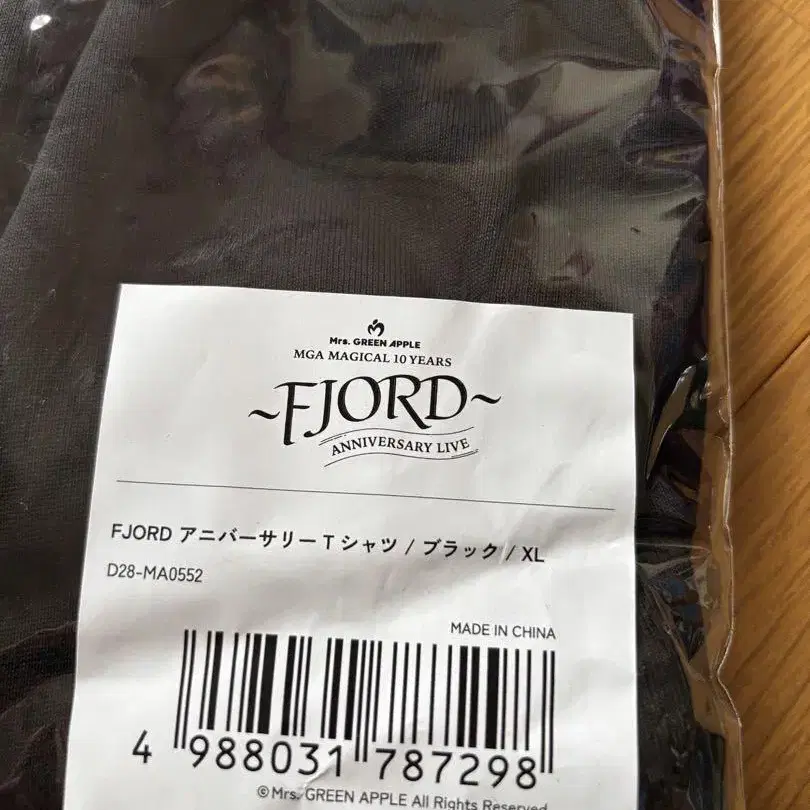 Mrs. GREEN APPLE
MGA MAGICAL 10 YEARS
~FJORD~
ANNIVERSARY LIVE
FJORD アニバーサリー T シャツ / ブラック / XL
D28-MA0552
MADE IN CHINA
4 988031 787298
©Mrs. GREEN APPLE All Rights Reserved